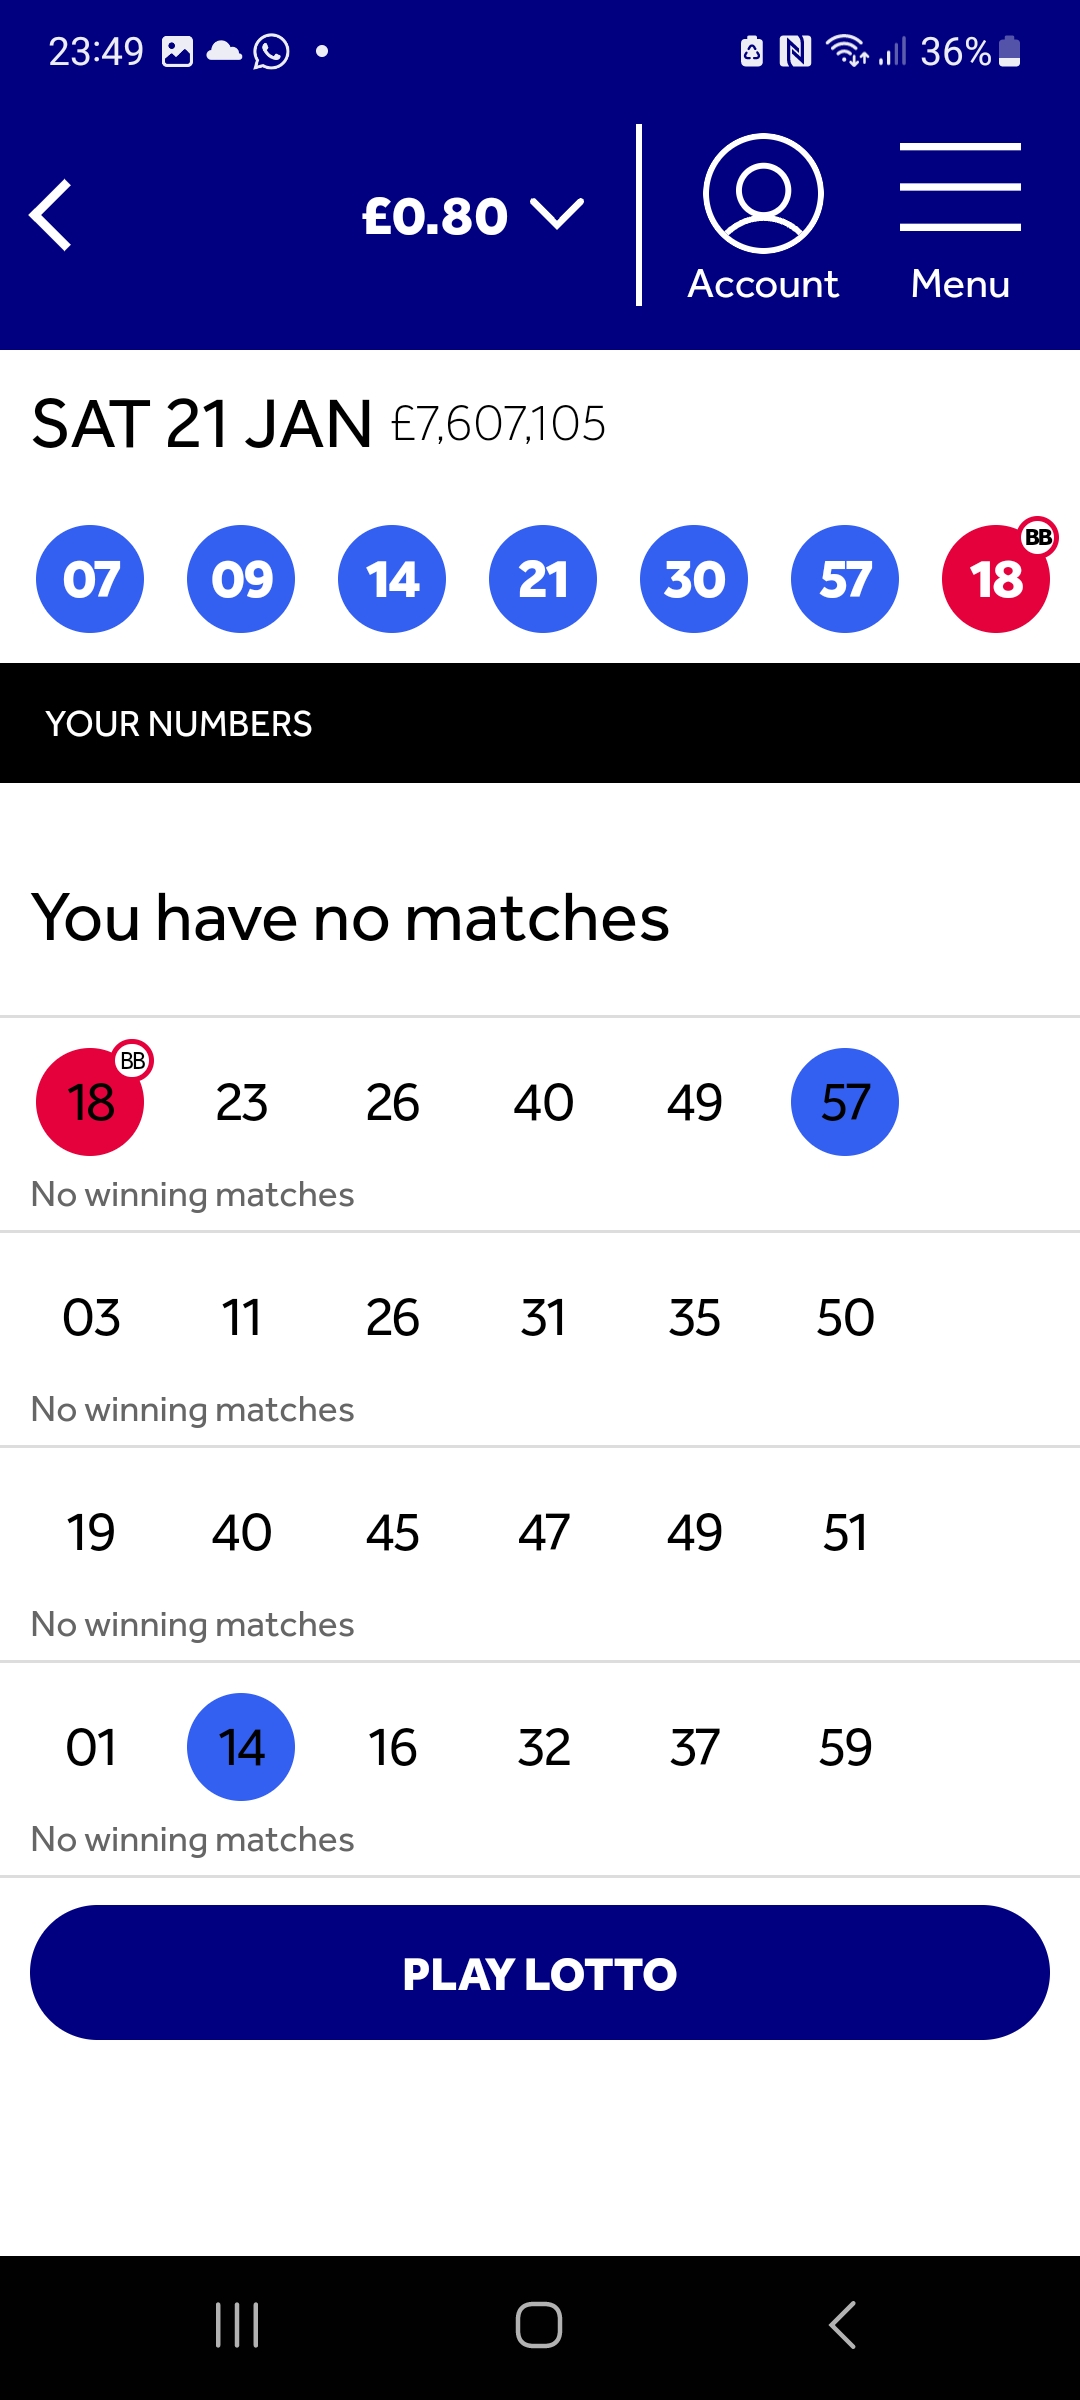 23:49 36%
£0.80
Account Menu
SAT 21 JAN £7,607,105
BB
07 09 14 21 30 57 18
YOUR NUMBERS
You have no matches
BB
18 23 26 40 49 57
No winning matches
03 11 26 31 35 50
No winning matches
19 40 45 47 49 51
No winning matches
01 14 16 32 37 59
No winning matches
PLAY LOTTO